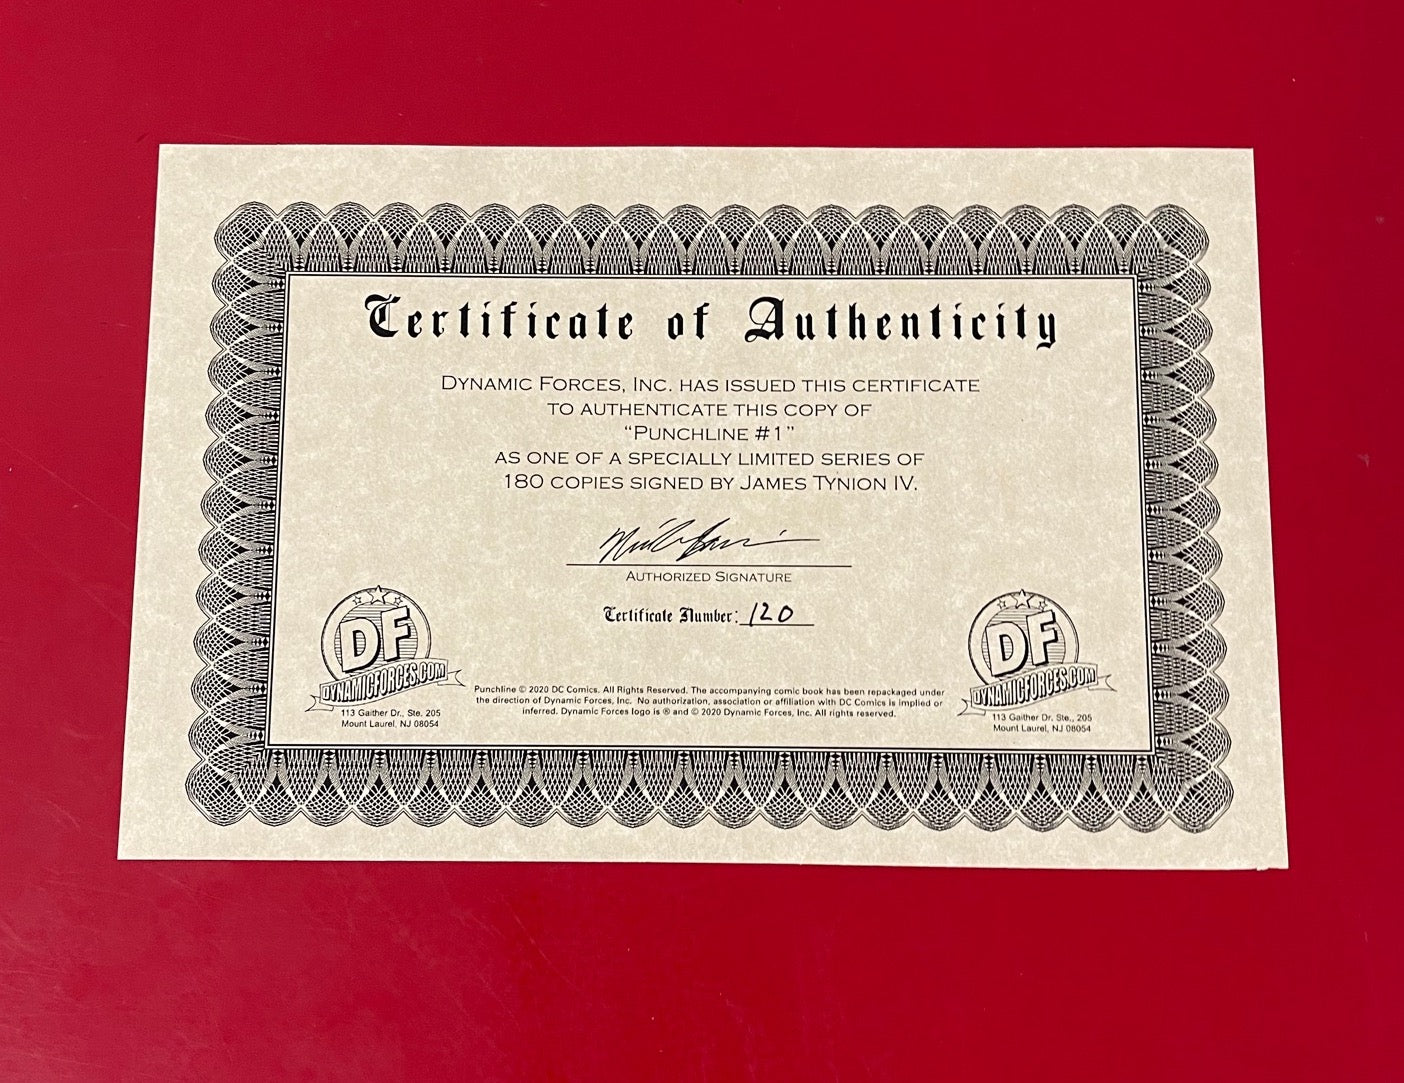 Certificate of Authenticity
DYNAMIC FORCES, INC. HAS ISSUED THIS CERTIFICATE
TO AUTHENTICATE THIS COPY OF
“PUNCHLINE #1”
AS ONE OF A SPECIALLY LIMITED SERIES OF
180 COPIES SIGNED BY JAMES TYNION IV.
AUTHORIZED SIGNATURE
Certificate Number: 120
DF
DYNAMICFORCES.COM
113 Gaither Dr., Ste. 205
Mount Laurel, NJ 08054
Punchline © 2020 DC Comics. All Rights Reserved. The accompanying comic book has been repackaged under
the direction of Dynamic Forces, Inc. No authorization, association or affiliation with DC Comics is implied or
inferred. Dynamic Forces logo is ® and © 2020 Dynamic Forces, Inc. All rights reserved.
DF
DYNAMICFORCES.COM
113 Gaither Dr. Ste., 205
Mount Laurel, NJ 08054